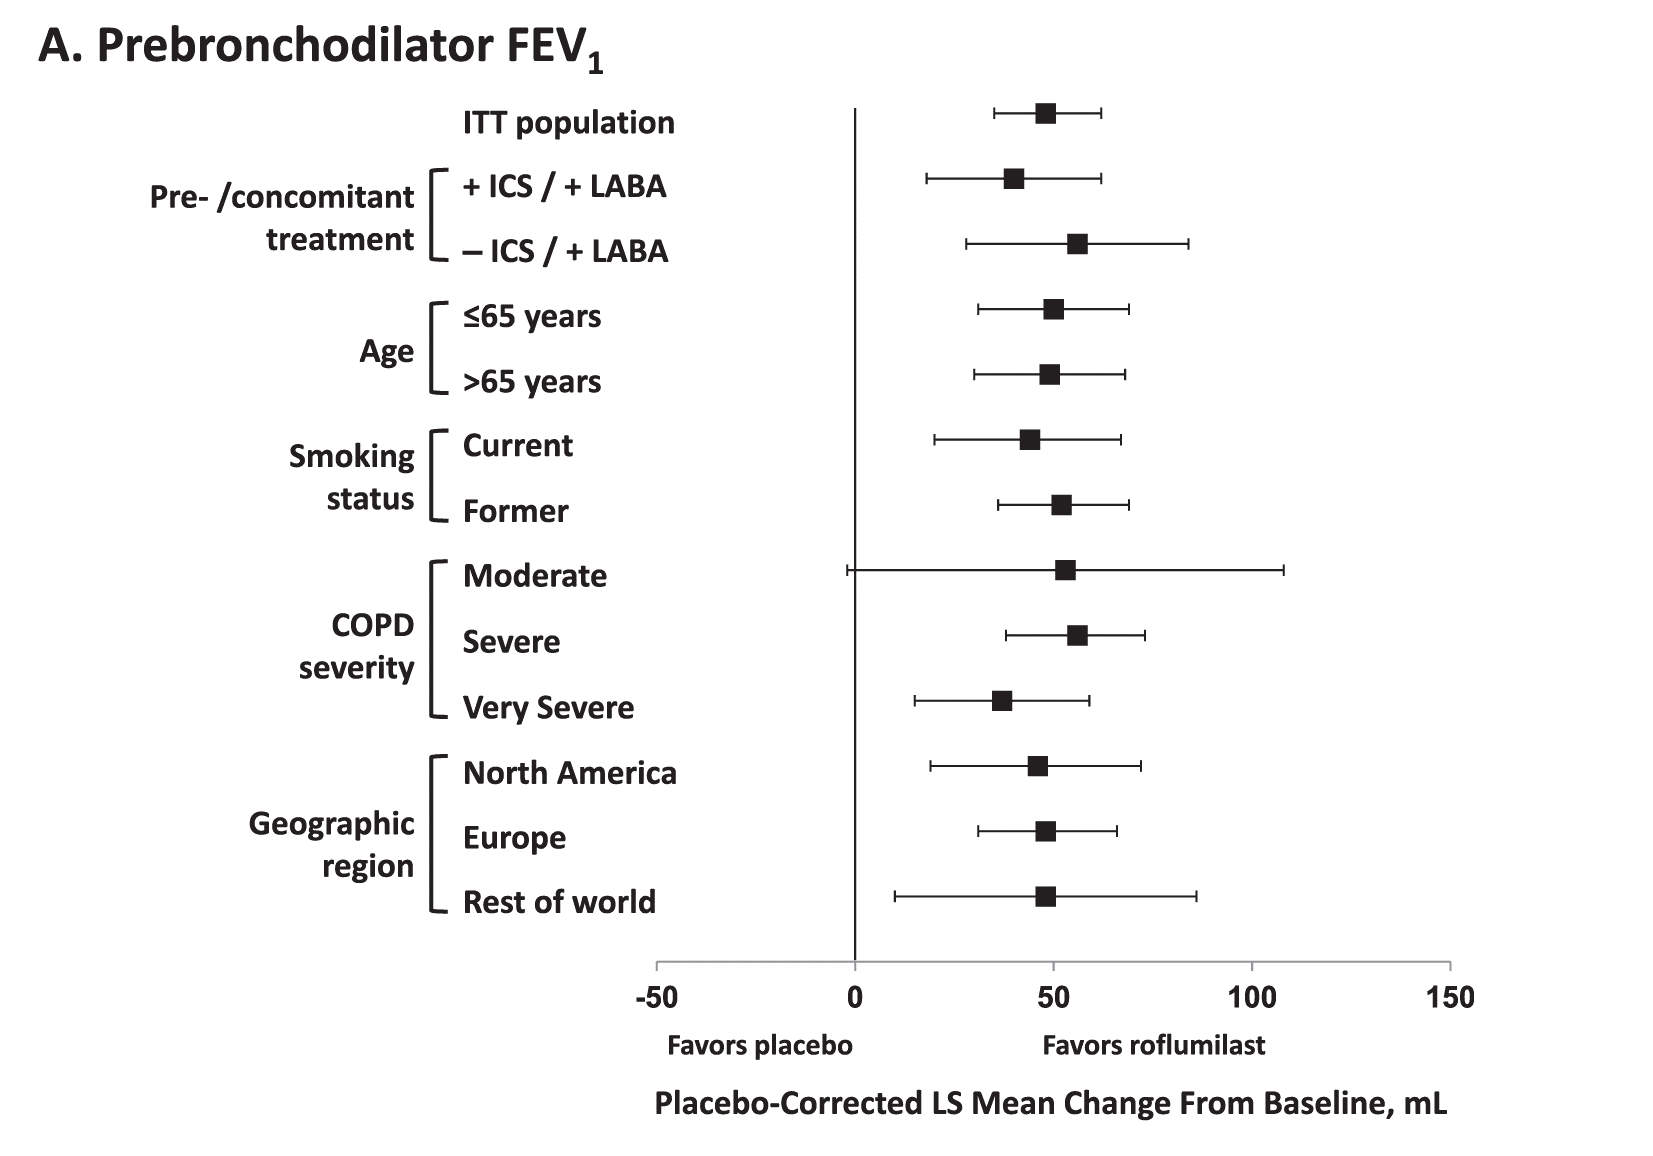 A. Prebronchodilator FEV₁
ITT population
Pre- /concomitant
treatment
+ ICS / + LABA
– ICS / + LABA
Age
≤65 years
>65 years
Smoking
status
Current
Former
COPD
severity
Moderate
Severe
Very Severe
Geographic
region
North America
Europe
Rest of world
-50 0 50 100 150
Favors placebo Favors roflumilast
Placebo-Corrected LS Mean Change From Baseline, mL